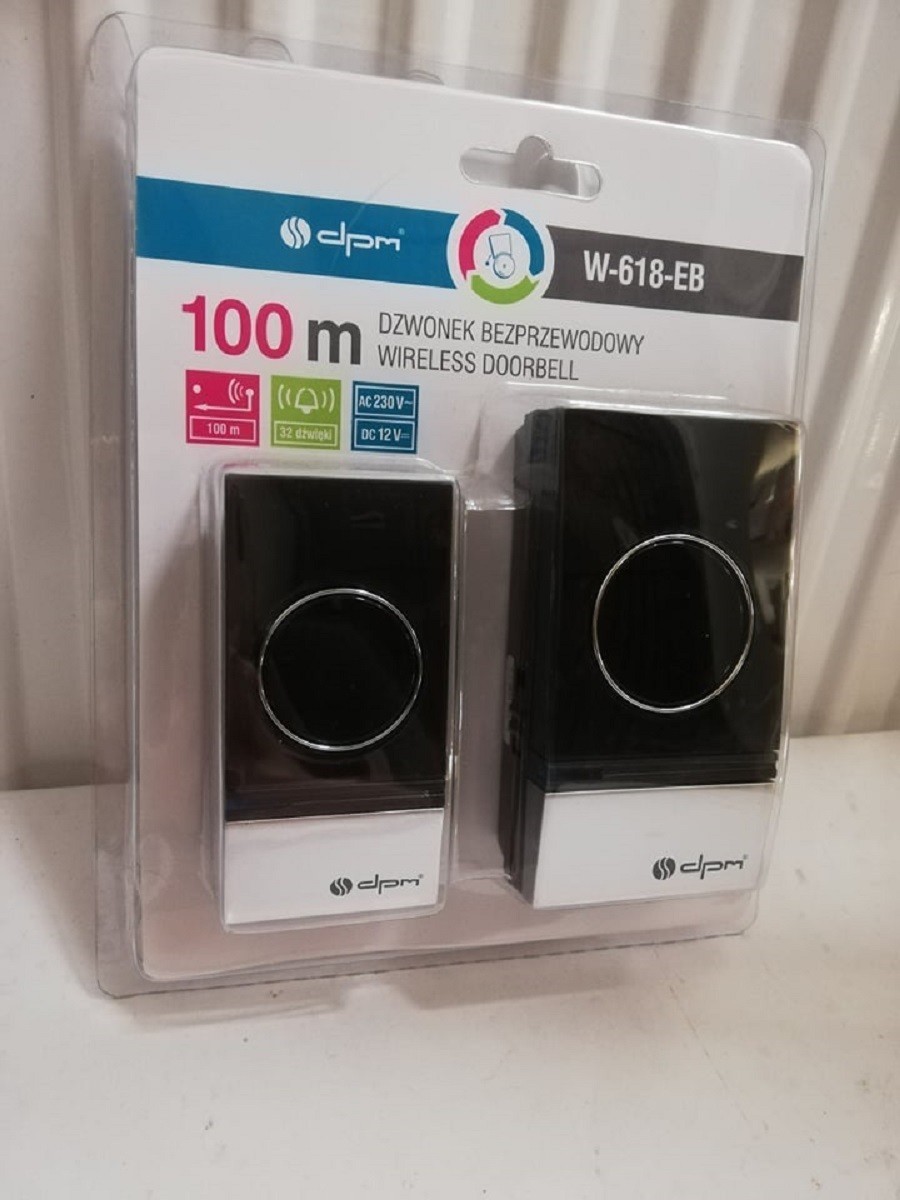 dpm®
W-618-EB
100 m
DZWONEK BEZPRZEWODOWY
WIRELESS DOORBELL
100 m
32 dźwięki
AC 230 V~
DC 12 V⎓
dpm®
dpm®